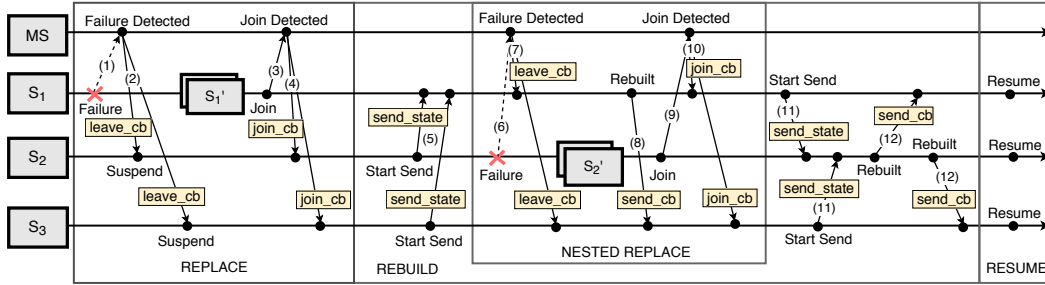 MS
Failure Detected
Join Detected
Failure Detected
Join Detected
(1)
(2)
(3)
(4)
(7)
(10)
leave_cb
join_cb
S1
S1'
Failure
Join
Rebuilt
Start Send
Resume
leave_cb
join_cb
send_state
(5)
(6)
(8)
(9)
(11)
send_state
send_cb
(12)
S2
Suspend
Start Send
Failure
S2'
Join
Rebuilt
Rebuilt
Resume
leave_cb
join_cb
send_state
leave_cb
send_cb
join_cb
send_state
(11)
(12)
send_cb
S3
Suspend
Start Send
Start Send
Resume
REPLACE
REBUILD
NESTED REPLACE
RESUME